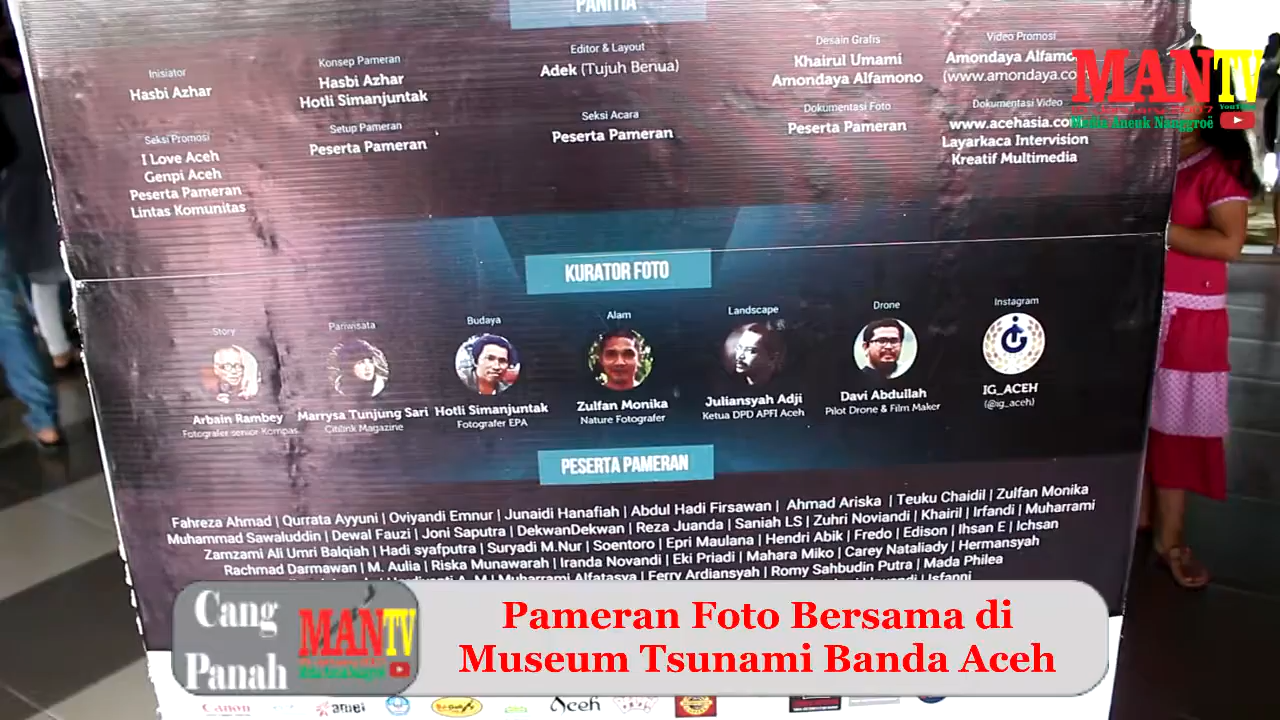 PANITIA
Inisiator
Hasbi Azhar
Konsep Pameran
Hasbi Azhar
Hotli Simanjuntak
Editor & Layout
Adek (Tujuh Benua)
Desain Grafis
Khairul Umami
Amondaya Alfamono
Video Promosi
Amondaya Alfamo
(www.amondaya.co
Seksi Promosi
I Love Aceh
Genpi Aceh
Peserta Pameran
Lintas Komunitas
Setup Pameran
Peserta Pameran
Seksi Acara
Peserta Pameran
Dokumentasi Foto
Peserta Pameran
Dokumentasi Video
www.acehasia.co
Layarkaca Intervision
Kreatif Multimedia
MANTV
YouTube
Media Aneuk Nanggroë
KURATOR FOTO
Story
Arbain Rambey
Fotografer senior Kompas
Pariwisata
Marrysa Tunjung Sari
Citilink Magazine
Budaya
Hotli Simanjuntak
Fotografer EPA
Alam
Zulfan Monika
Nature Fotografer
Landscape
Juliansyah Adji
Ketua DPD APFI Aceh
Drone
Davi Abdullah
Pilot Drone & Film Maker
Instagram
IG_ACEH
(@ig_aceh)
PESERTA PAMERAN
Fahreza Ahmad | Qurrata Ayyuni | Oviyandi Emnur | Junaidi Hanafiah | Abdul Hadi Firsawan | Ahmad Ariska | Teuku Chaidil | Zulfan Monika
Muhammad Sawaluddin | Dewal Fauzi | Joni Saputra | DekwanDekwan | Reza Juanda | Saniah LS | Zuhri Noviandi | Khairil | Irfandi | Muharrami
Zamzami Ali Umri Balqiah | Hadi syafputra | Suryadi M.Nur | Soentoro | Epri Maulana | Hendri Abik | Fredo | Edison | Ihsan E | Ichsan
Rachmad Darmawan | M. Aulia | Riska Munawarah | Iranda Novandi | Eki Priadi | Mahara Miko | Carey Nataliady | Hermansyah
A. M | Muharrami Alfatasya | Ferry Ardiansyah | Romy Sahbudin Putra | Mada Philea
Isfanni
Cang
Panah
MANTV
Pameran Foto Bersama di
Museum Tsunami Banda Aceh
Canon
Aceh